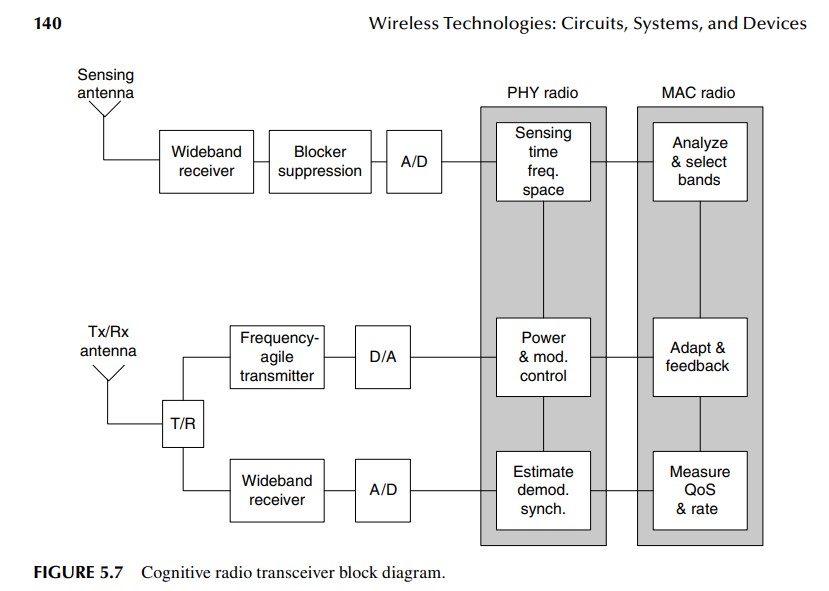 140
Wireless Technologies: Circuits, Systems, and Devices
Sensing
antenna
PHY radio
MAC radio
Wideband
receiver
Blocker
suppression
A/D
Sensing
time
freq.
space
Analyze
& select
bands
Tx/Rx
antenna
Frequency-
agile
transmitter
D/A
Power
& mod.
control
Adapt &
feedback
T/R
Wideband
receiver
A/D
Estimate
demod.
synch.
Measure
QoS
& rate
FIGURE 5.7 Cognitive radio transceiver block diagram.